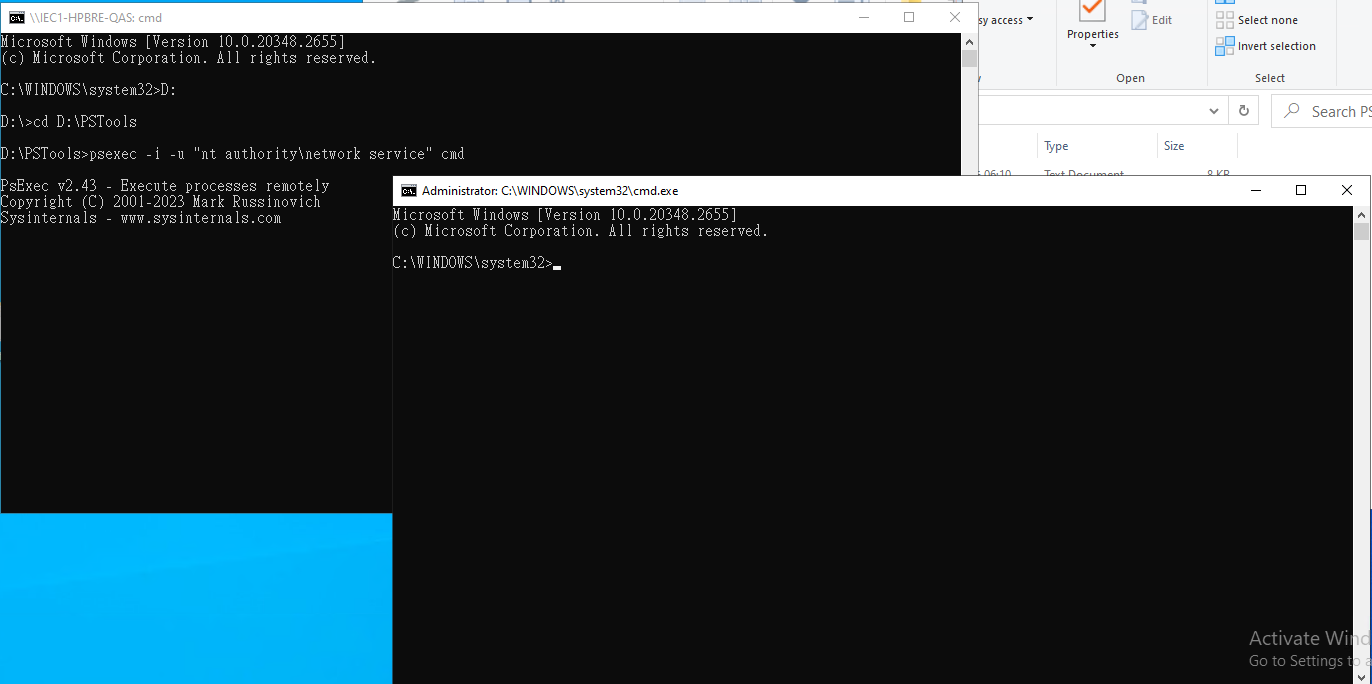 \\IEC1-HPBRE-QAS: cmd
Microsoft Windows [Version 10.0.20348.2655]
(c) Microsoft Corporation. All rights reserved.
C:\WINDOWS\system32>D:
D:\>cd D:\PSTools
D:\PSTools>psexec -i -u "nt authority\network service" cmd
PsExec v2.43 - Execute processes remotely
Copyright (C) 2001-2023 Mark Russinovich
Sysinternals - www.sysinternals.com
sy access
Properties
Edit
Open
Select none
Invert selection
Select
Search PS
Type
Size
06:10
Text Document
8 KB
Administrator: C:\WINDOWS\system32\cmd.exe
Microsoft Windows [Version 10.0.20348.2655]
(c) Microsoft Corporation. All rights reserved.
C:\WINDOWS\system32>
Activate Wind
Go to Settings to a